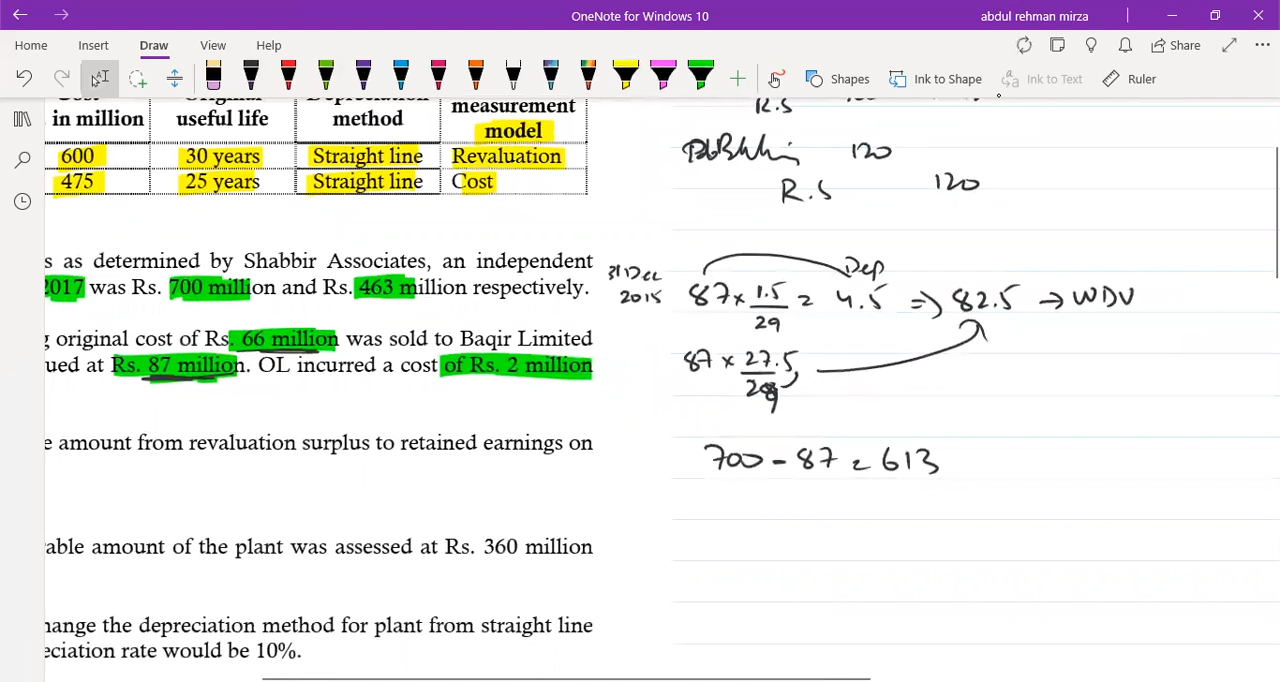 OneNote for Windows 10
abdul rehman mirza
Home Insert Draw View Help
Share
Shapes Ink to Shape Ink to Text Ruler
Cost Original Depreciation measurement
in million useful life method model
600 30 years Straight line Revaluation
475 25 years Straight line Cost
s as determined by Shabbir Associates, an independent
2017 was Rs. 700 million and Rs. 463 million respectively.
g original cost of Rs. 66 million was sold to Baqir Limited
ued at Rs. 87 million. OL incurred a cost of Rs. 2 million
e amount from revaluation surplus to retained earnings on
rable amount of the plant was assessed at Rs. 360 million
hange the depreciation method for plant from straight line
eciation rate would be 10%.
R.S
120
R.S 120
Dep
31 Dec
2015
87 × 1.5/29 = 4.5 => 82.5 → WDV
87 × 27.5/29
700 - 87 = 613